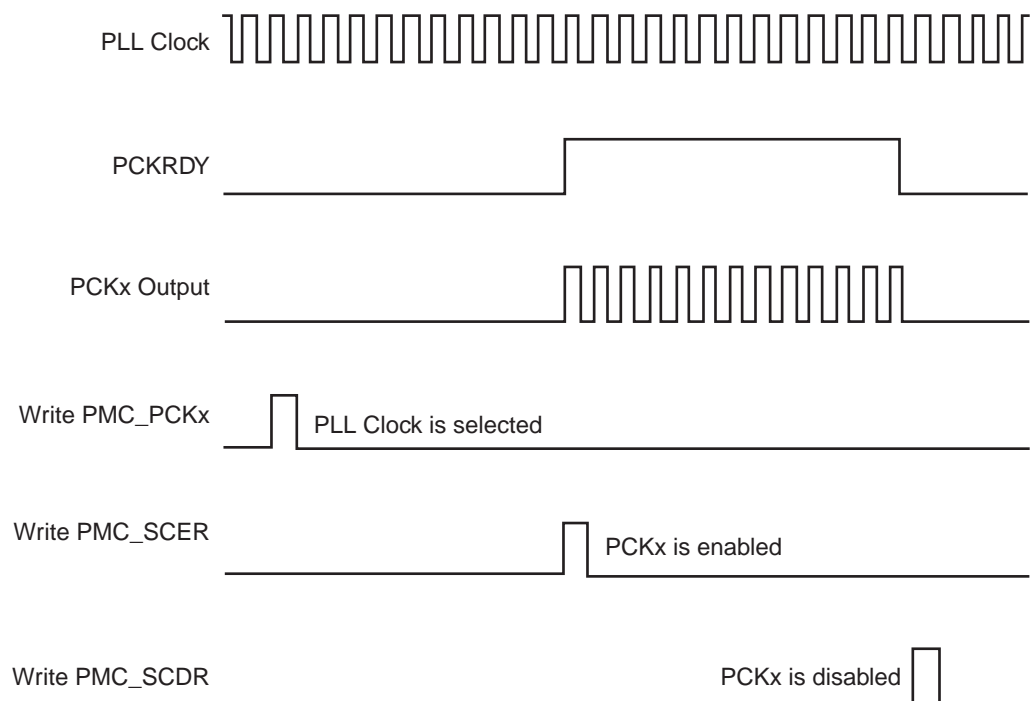 PLL Clock
PCKRDY
PCKx Output
Write PMC_PCKx
PLL Clock is selected
Write PMC_SCER
PCKx is enabled
Write PMC_SCDR
PCKx is disabled